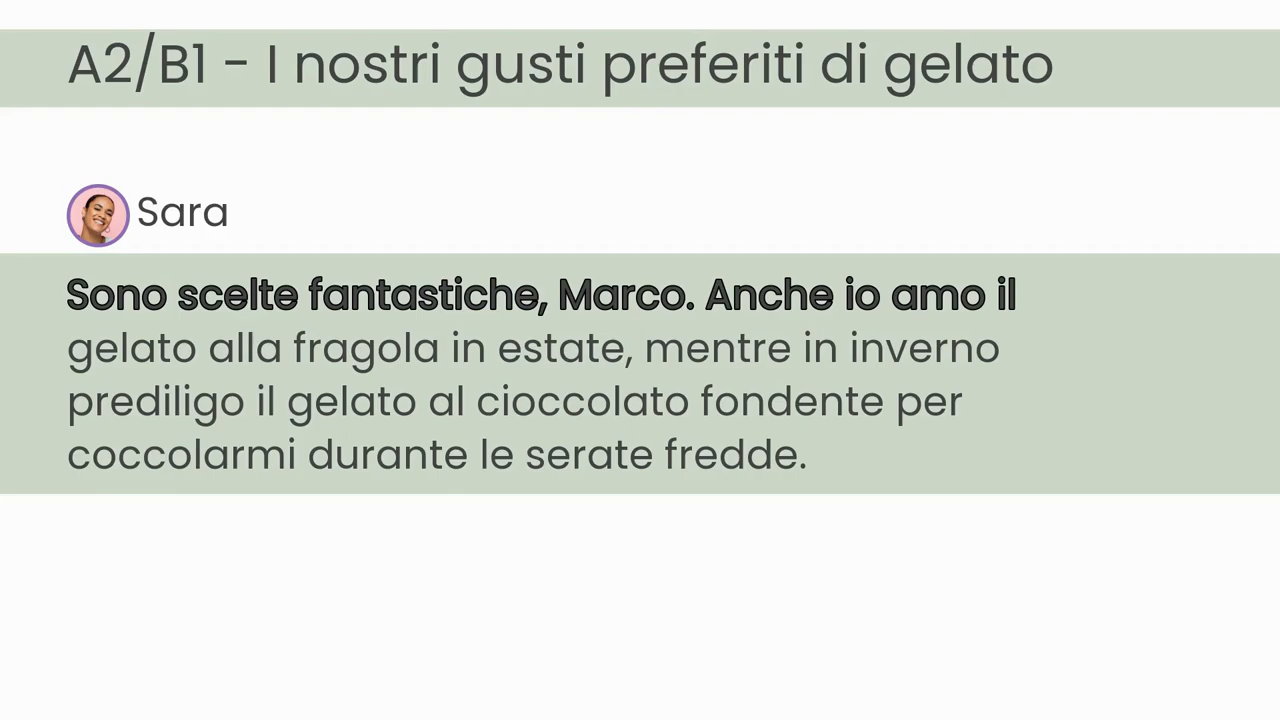 A2/B1 - I nostri gusti preferiti di gelato
Sara
Sono scelte fantastiche, Marco. Anche io amo il
gelato alla fragola in estate, mentre in inverno
prediligo il gelato al cioccolato fondente per
coccolarmi durante le serate fredde.